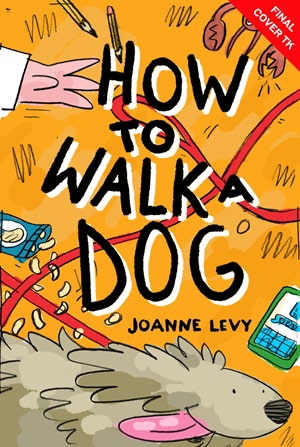 FINAL
COVER TK
HOW
TO
WALK A
DOG
JOANNE LEVY